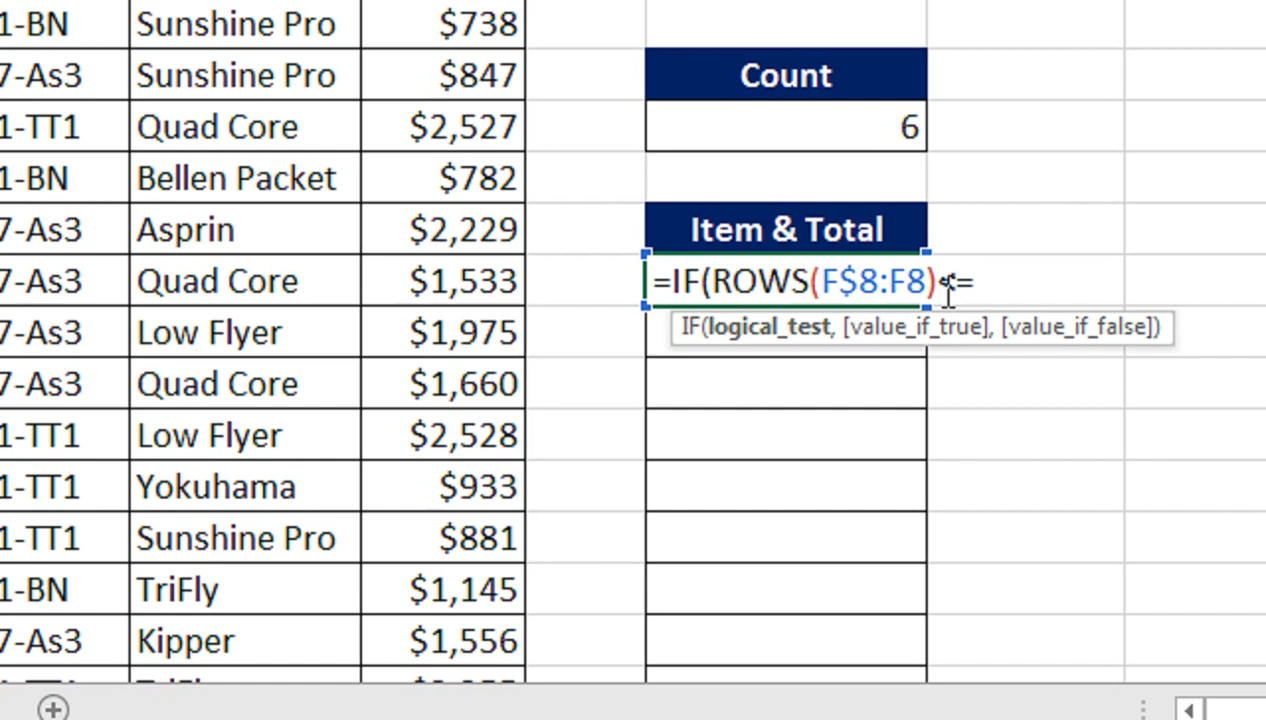 1-BN Sunshine Pro $738
7-As3 Sunshine Pro $847 Count
1-TT1 Quad Core $2,527 6
1-BN Bellen Packet $782
7-As3 Asprin $2,229 Item & Total
7-As3 Quad Core $1,533 =IF(ROWS(F$8:F8)<=
7-As3 Low Flyer $1,975 IF(logical_test, [value_if_true], [value_if_false])
7-As3 Quad Core $1,660
1-TT1 Low Flyer $2,528
1-TT1 Yokuhama $933
1-TT1 Sunshine Pro $881
1-BN TriFly $1,145
7-As3 Kipper $1,556